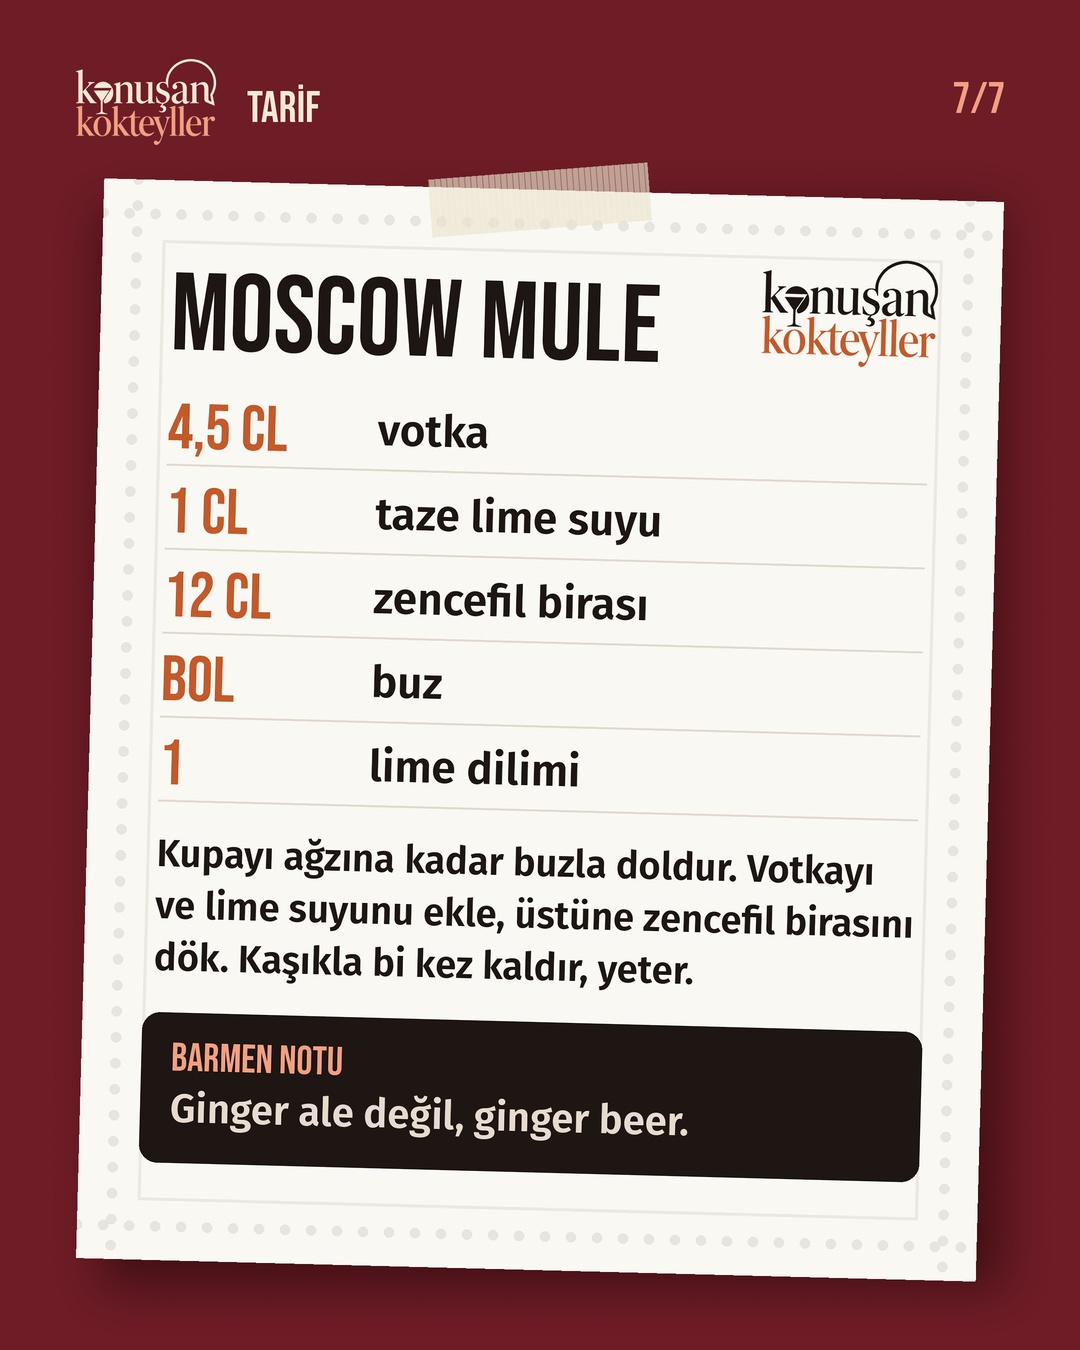 konuşan
kokteyller
TARİF
7/7
MOSCOW MULE
konuşan
kokteyller
4,5 CL votka
1 CL taze lime suyu
12 CL zencefil birası
BOL buz
1 lime dilimi
Kupayı ağzına kadar buzla doldur. Votkayı
ve lime suyunu ekle, üstüne zencefil birasını
dök. Kaşıkla bi kez kaldır, yeter.
BARMEN NOTU
Ginger ale değil, ginger beer.